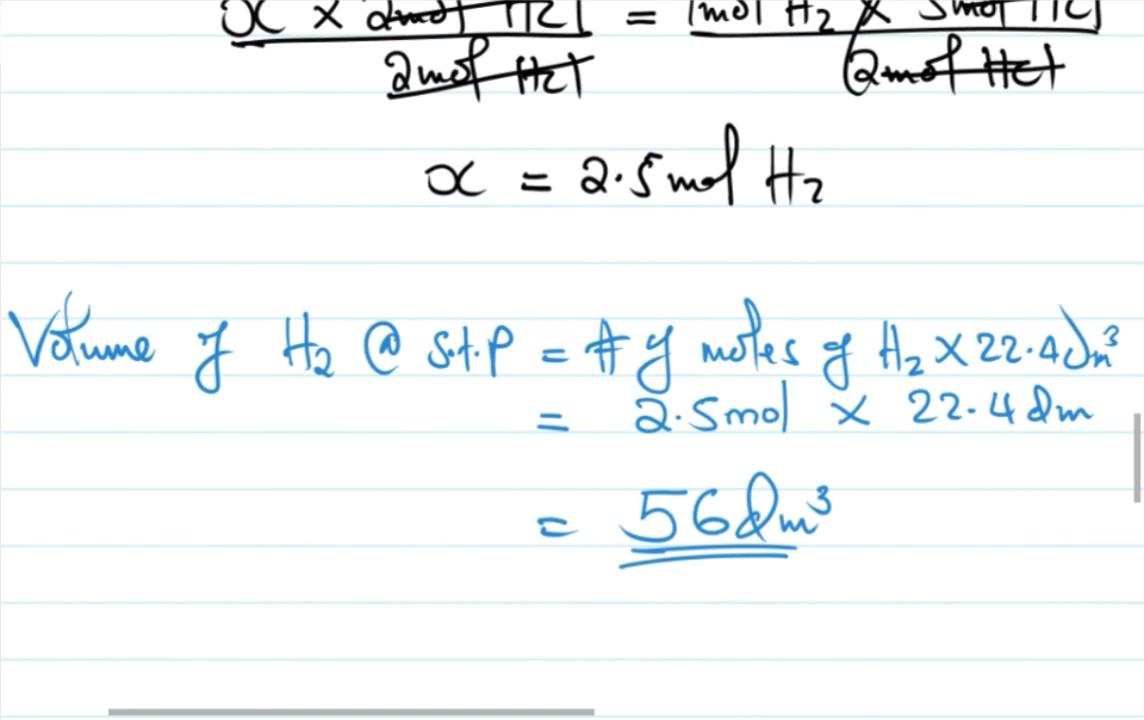 x × 2mol HCl = 1mol H₂ × 5mol HCl
2mol HCl 2mol HCl
x = 2.5mol H₂
Volume of H₂ @ s.t.p = # of moles of H₂ × 22.4dm³
= 2.5mol × 22.4dm
= 56dm³